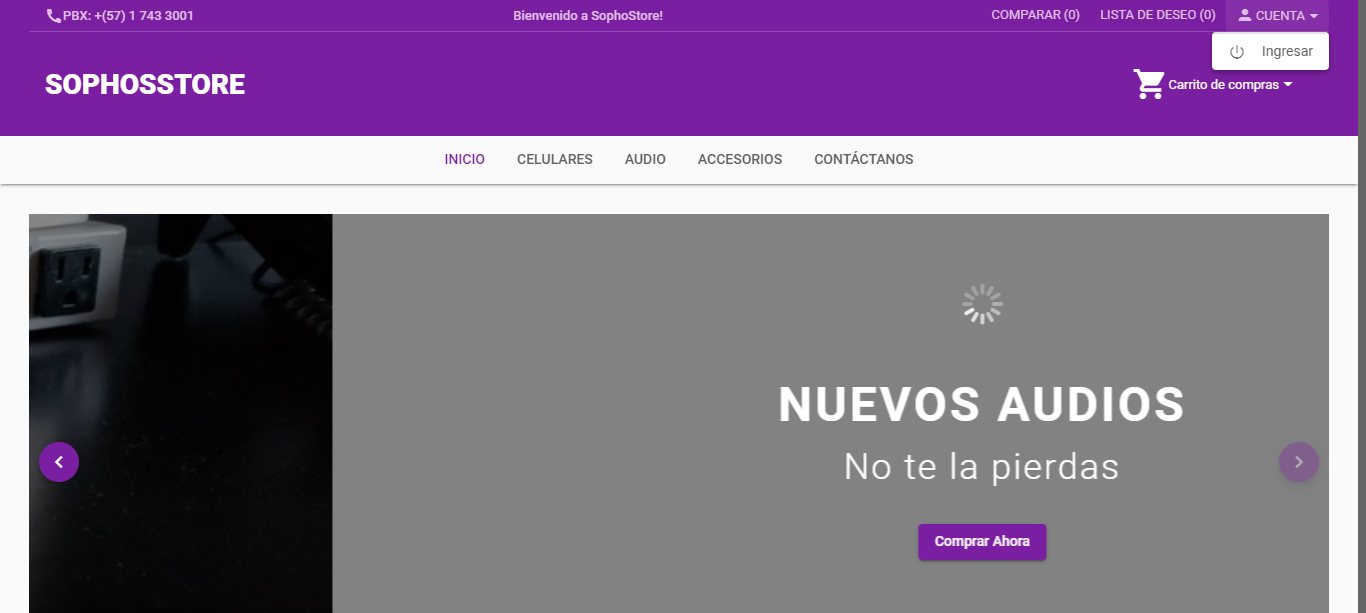 PBX: +(57) 1 743 3001
Bienvenido a SophoStore!
COMPARAR (0)
LISTA DE DESEO (0)
CUENTA
Ingresar
SOPHOSSTORE
Carrito de compras
INICIO
CELULARES
AUDIO
ACCESORIOS
CONTÁCTANOS
NUEVOS AUDIOS
No te la pierdas
Comprar Ahora